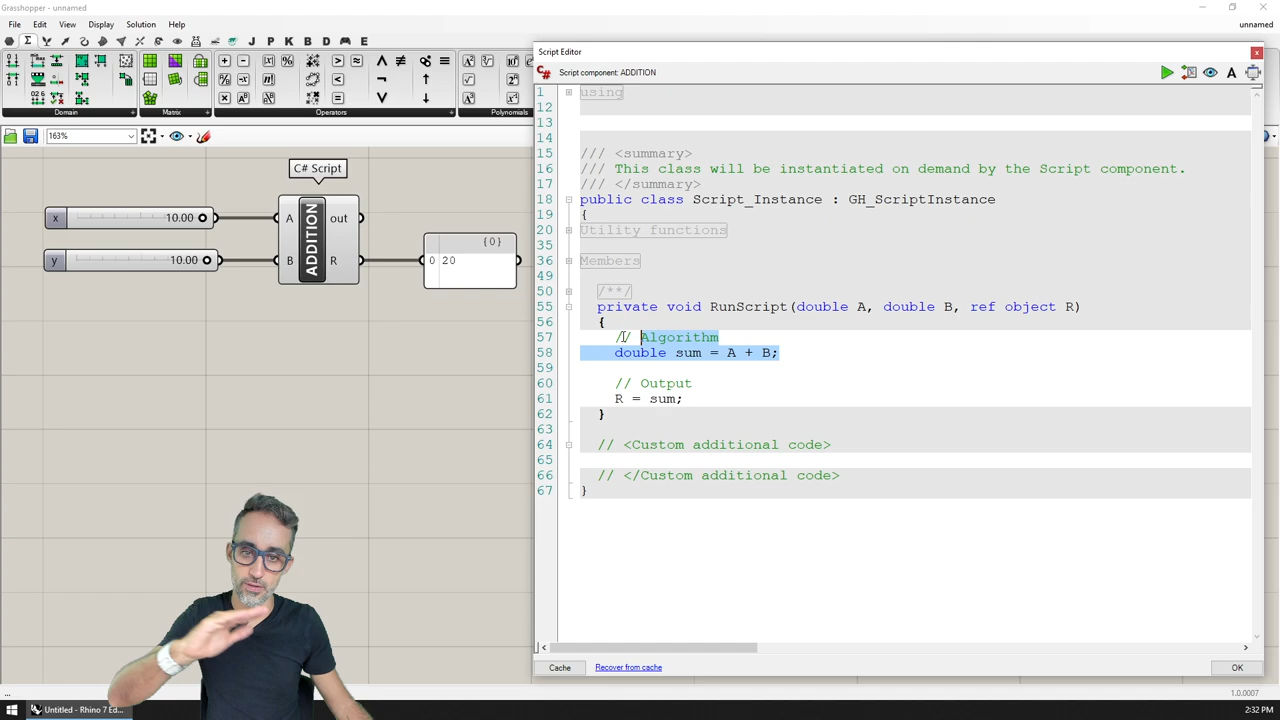 Grasshopper - unnamed
File Edit View Display Solution Help
unnamed
Σ J P K B D E
Domain
Matrix
Operators
Polynomials
163%
C# Script
x 10.00
A ADDITION out
y 10.00
B R
{0}
0 20
Script Editor
C# Script component: ADDITION
1 using
12
13
14
15 /// <summary>
16 /// This class will be instantiated on demand by the Script component.
17 /// </summary>
18 public class Script_Instance : GH_ScriptInstance
19 {
20 Utility functions
35
36 Members
49
50 /**/
55 private void RunScript(double A, double B, ref object R)
56 {
57 // Algorithm
58 double sum = A + B;
59
60 // Output
61 R = sum;
62 }
63
64 // <Custom additional code>
65
66 // </Custom additional code>
67 }
Cache Recover from cache OK
...
1.0.0007
Untitled - Rhino 7 Ed...
2:32 PM